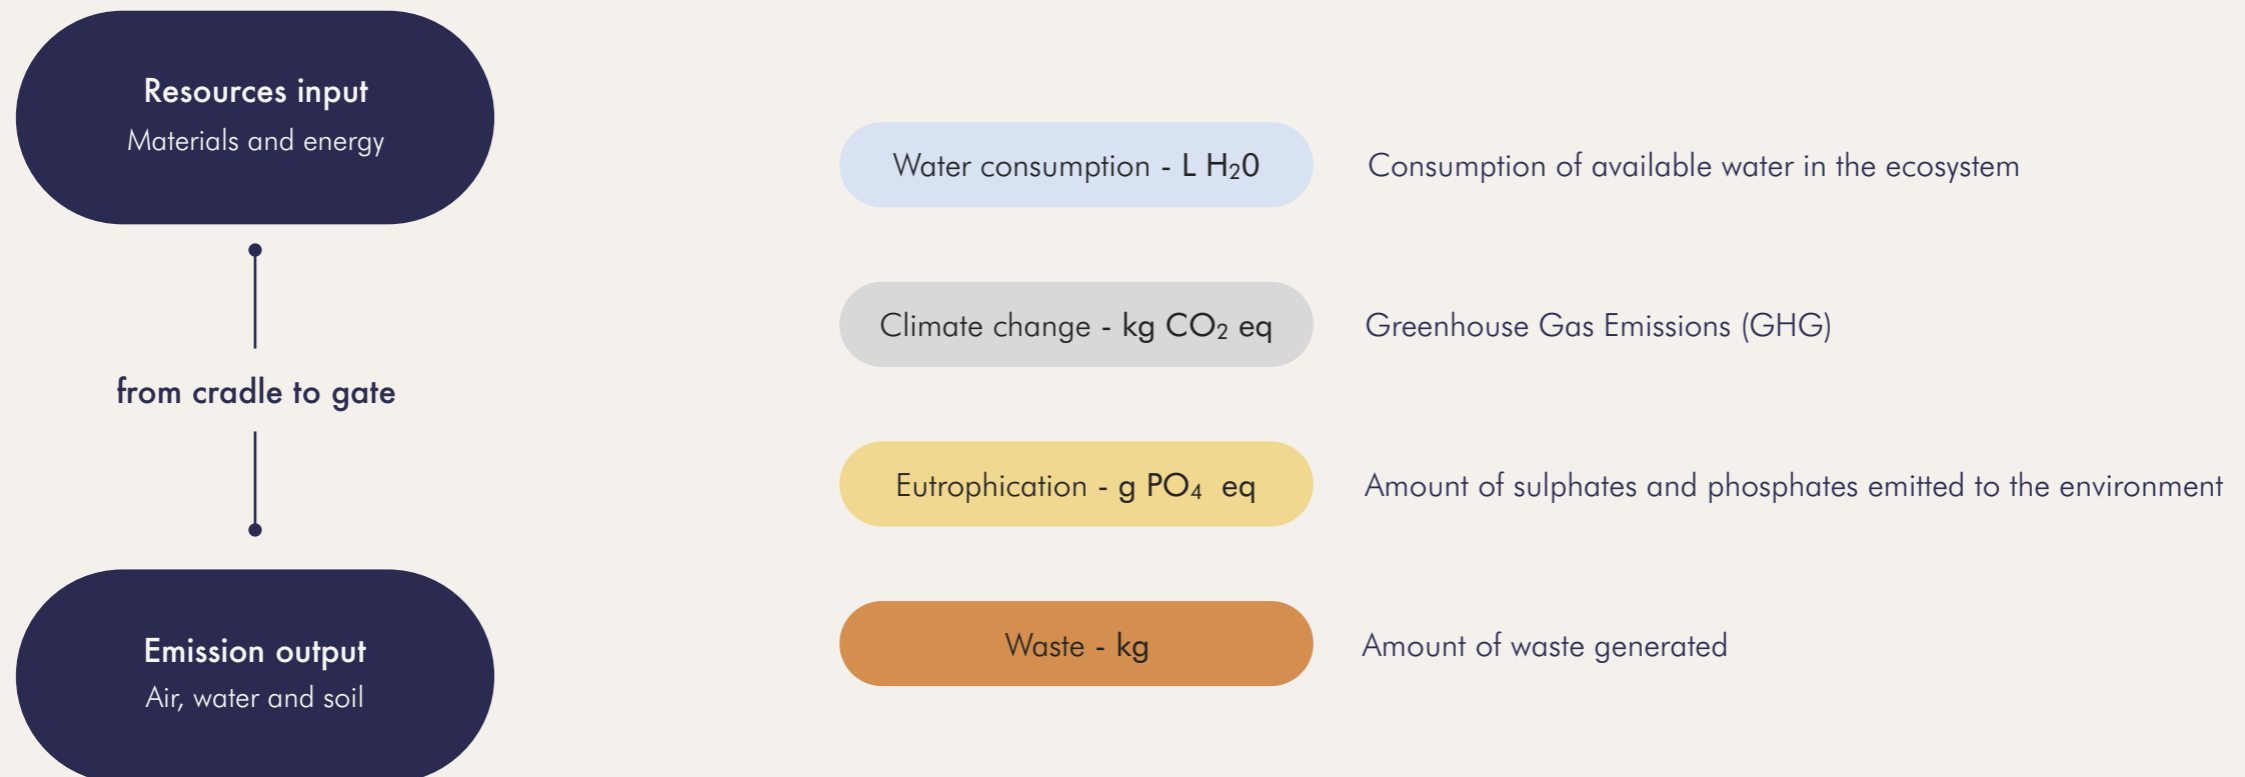 Resources input
Materials and energy
from cradle to gate
Emission output
Air, water and soil
Water consumption - L H₂0
Consumption of available water in the ecosystem
Climate change - kg CO₂ eq
Greenhouse Gas Emissions (GHG)
Eutrophication - g PO₄ eq
Amount of sulphates and phosphates emitted to the environment
Waste - kg
Amount of waste generated